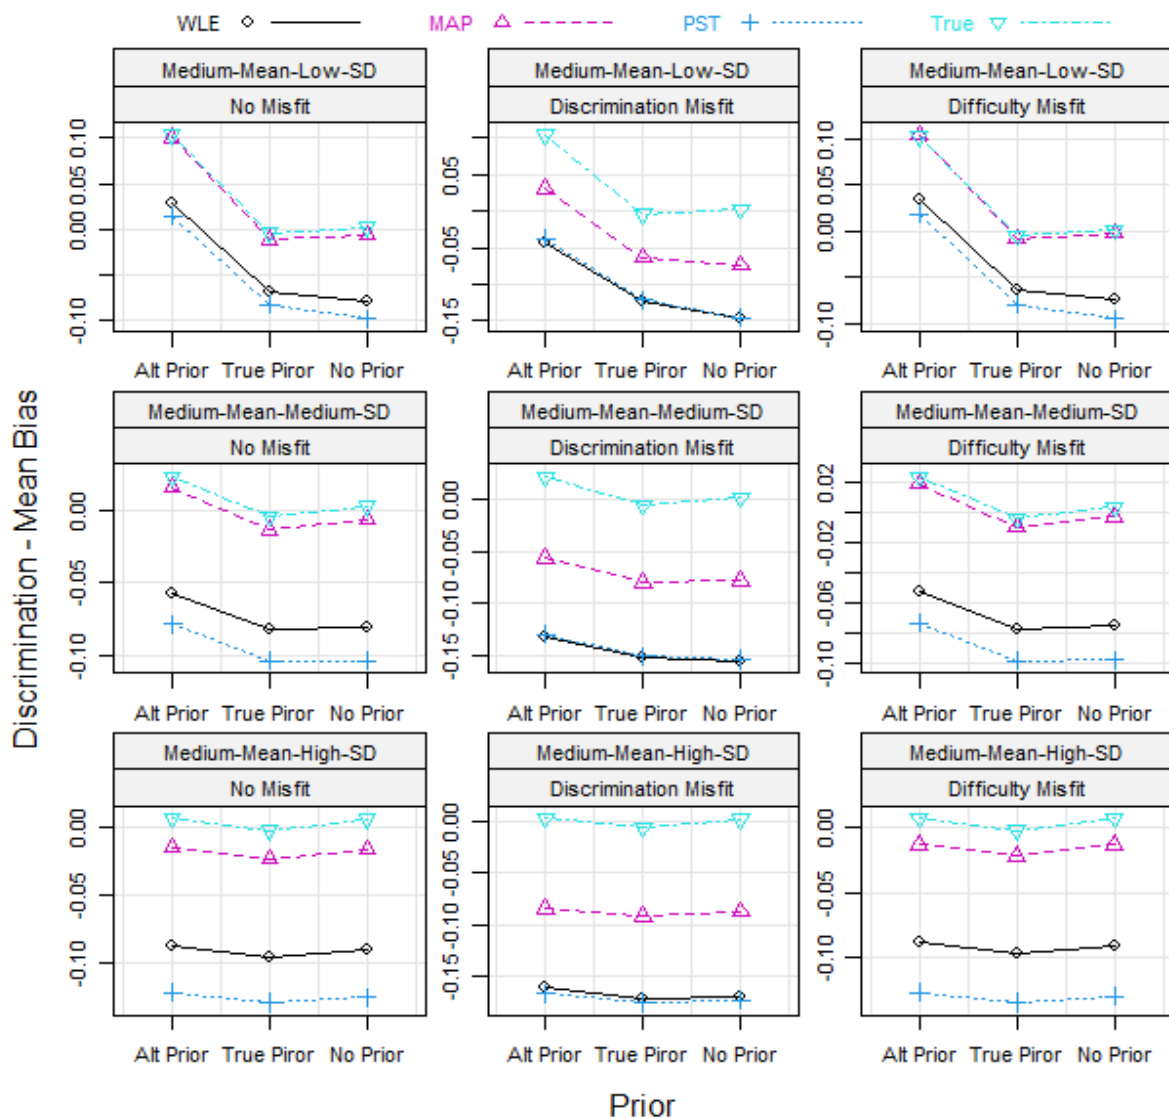 WLE MAP PST True
Medium-Mean-Low-SD Medium-Mean-Low-SD Medium-Mean-Low-SD
No Misfit Discrimination Misfit Difficulty Misfit
0.10 0.05 0.00 -0.10
0.05 -0.05 -0.15
0.10 0.05 0.00 -0.10
Alt Prior True Piror No Prior Alt Prior True Piror No Prior Alt Prior True Piror No Prior
Discrimination - Mean Bias
Medium-Mean-Medium-SD Medium-Mean-Medium-SD Medium-Mean-Medium-SD
No Misfit Discrimination Misfit Difficulty Misfit
0.00 -0.05 -0.10
0.00 -0.05 -0.10 -0.15
0.02 -0.02 -0.06 -0.10
Alt Prior True Piror No Prior Alt Prior True Piror No Prior Alt Prior True Piror No Prior
Medium-Mean-High-SD Medium-Mean-High-SD Medium-Mean-High-SD
No Misfit Discrimination Misfit Difficulty Misfit
0.00 -0.05 -0.10
0.00 -0.05 -0.10 -0.15
0.00 -0.05 -0.10
Alt Prior True Piror No Prior Alt Prior True Piror No Prior Alt Prior True Piror No Prior
Prior